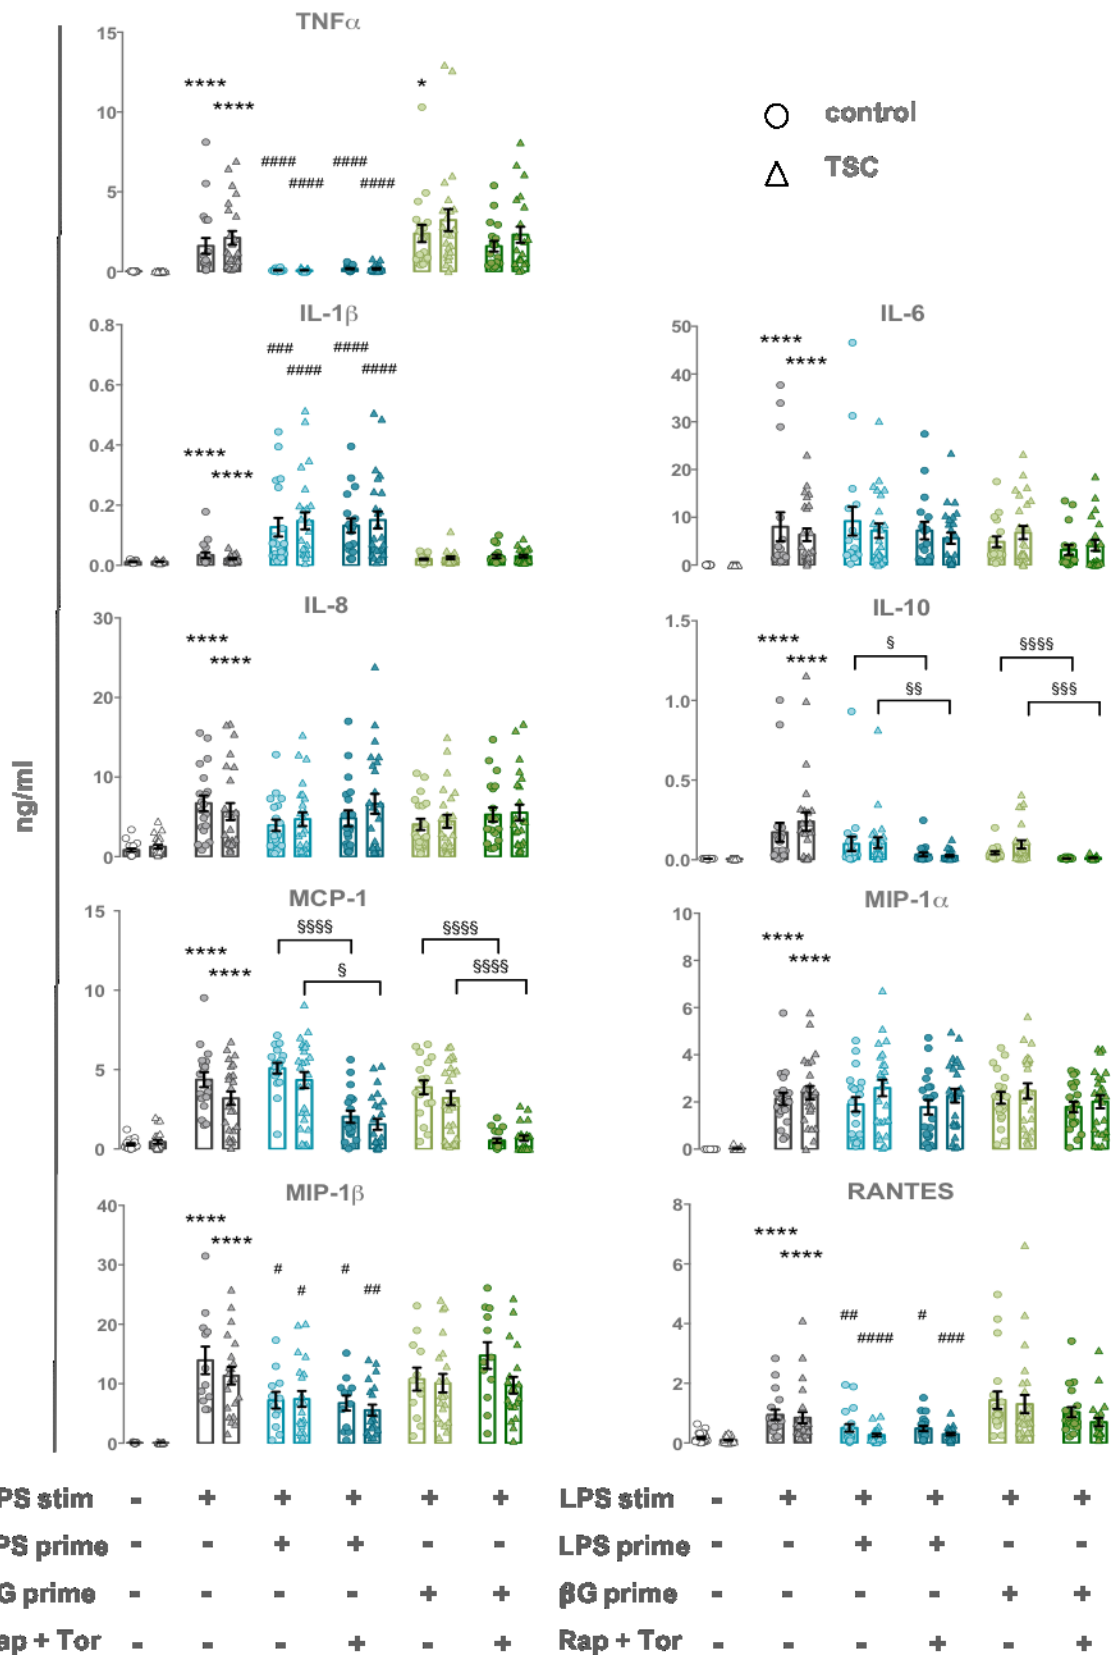 TNFα
15
10
5
0
**** **** #### #### #### #### *
control
TSC
IL-1β
0.8
0.6
0.4
0.2
0.0
**** **** ### #### #### ####
IL-6
50
40
30
20
10
0
**** ****
IL-8
30
20
10
0
**** ****
IL-10
1.5
1.0
0.5
0.0
**** **** § §§ §§§§ §§§
ng/ml
MCP-1
15
10
5
0
**** **** §§§§ § §§§§ §§§§
MIP-1α
10
8
6
4
2
0
**** ****
MIP-1β
40
30
20
10
0
**** **** # # # ##
RANTES
8
6
4
2
0
**** **** ## #### # ###
PS stim - + + + + +
PS prime - - + + - -
G prime - - - - + +
ap + Tor - - - + - +
LPS stim - + + + + +
LPS prime - - + + - -
βG prime - - - - + +
Rap + Tor - - - + - +